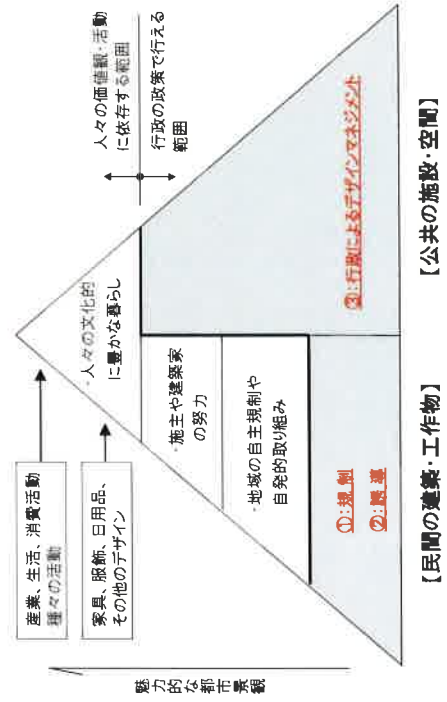 産業、生活、消費活動
種々の活動
家具、服飾、日用品、
その他のデザイン
魅力的な都市景観
・人々の文化的
に豊かな暮らし
人々の価値観・活動
に依存する範囲
行政の政策で行える
範囲
・施主や建築家
の努力
・地域の自主規制や
自発的取り組み
①:規制
②:誘導
③:行政によるデザインマネジメント
【民間の建築・工作物】
【公共の施設・空間】